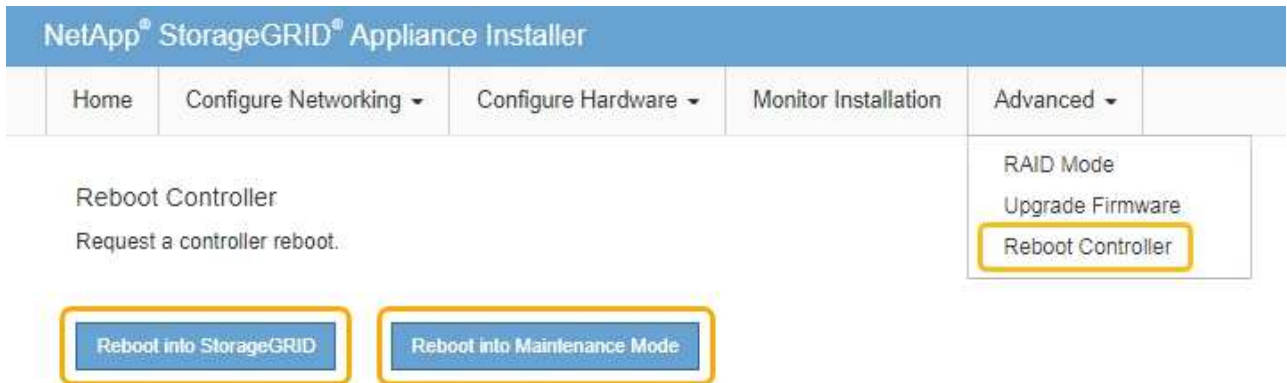 NetApp® StorageGRID® Appliance Installer
Home Configure Networking Configure Hardware Monitor Installation Advanced
RAID Mode
Upgrade Firmware
Reboot Controller
Reboot Controller
Request a controller reboot.
Reboot into StorageGRID Reboot into Maintenance Mode